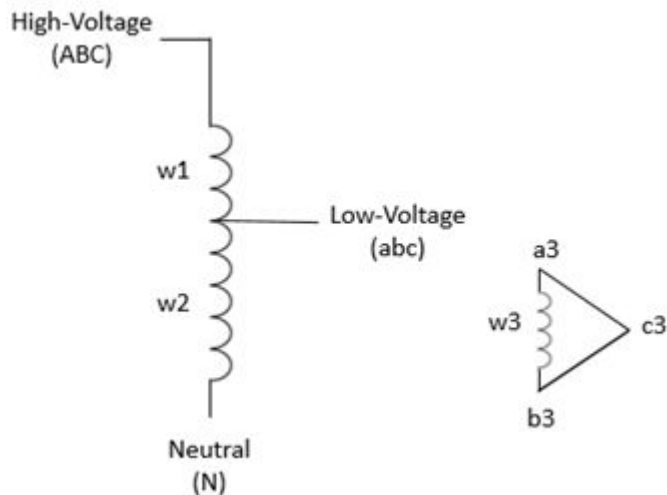 High-Voltage
(ABC)
w1
Low-Voltage
(abc)
w2
a3
w3
c3
b3
Neutral
(N)